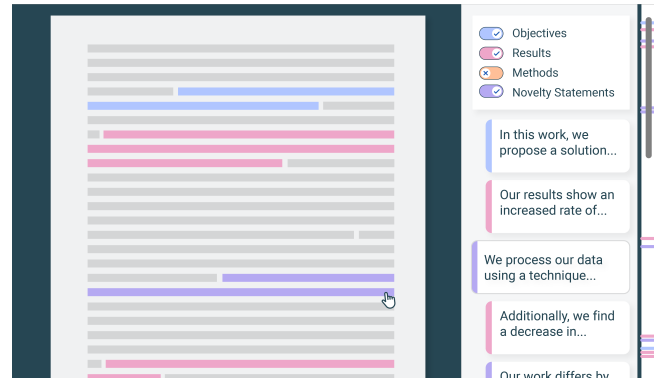 Objectives
Results
Methods
Novelty Statements
In this work, we
propose a solution...
Our results show an
increased rate of...
We process our data
using a technique...
Additionally, we find
a decrease in...
Our work differs by